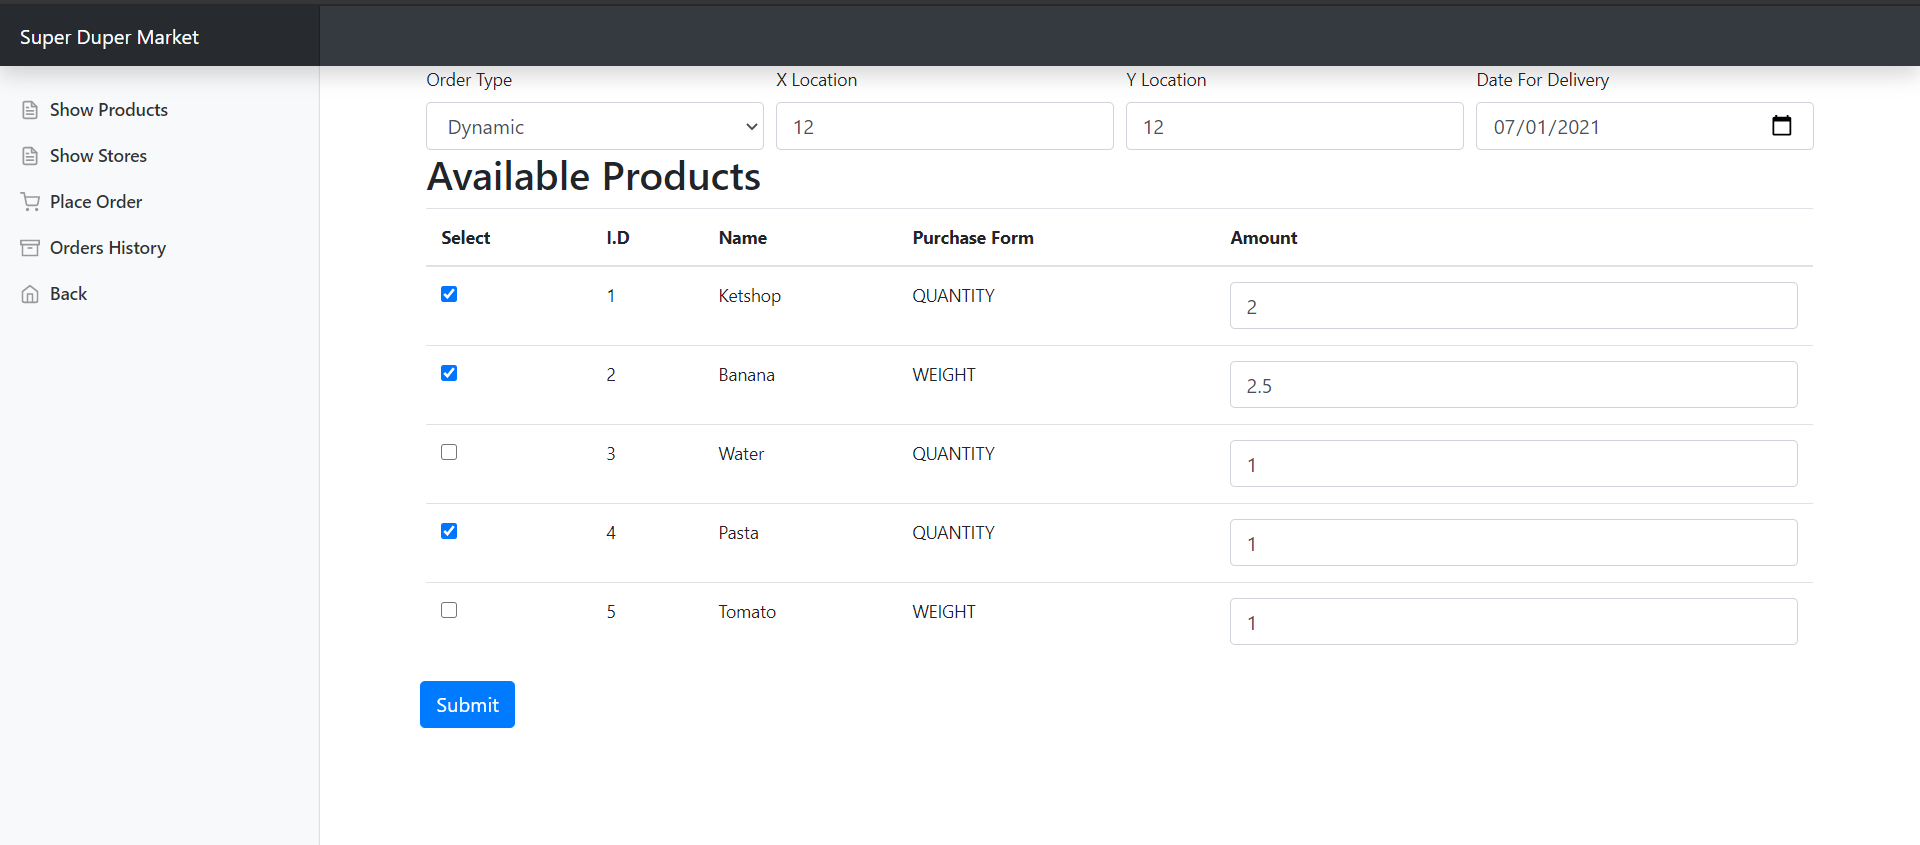 Super Duper Market
Show Products
Show Stores
Place Order
Orders History
Back
Order Type X Location Y Location Date For Delivery
Dynamic 12 12 07/01/2021
Available Products
Select I.D Name Purchase Form Amount
1 Ketshop QUANTITY 2
2 Banana WEIGHT 2.5
3 Water QUANTITY 1
4 Pasta QUANTITY 1
5 Tomato WEIGHT 1
Submit